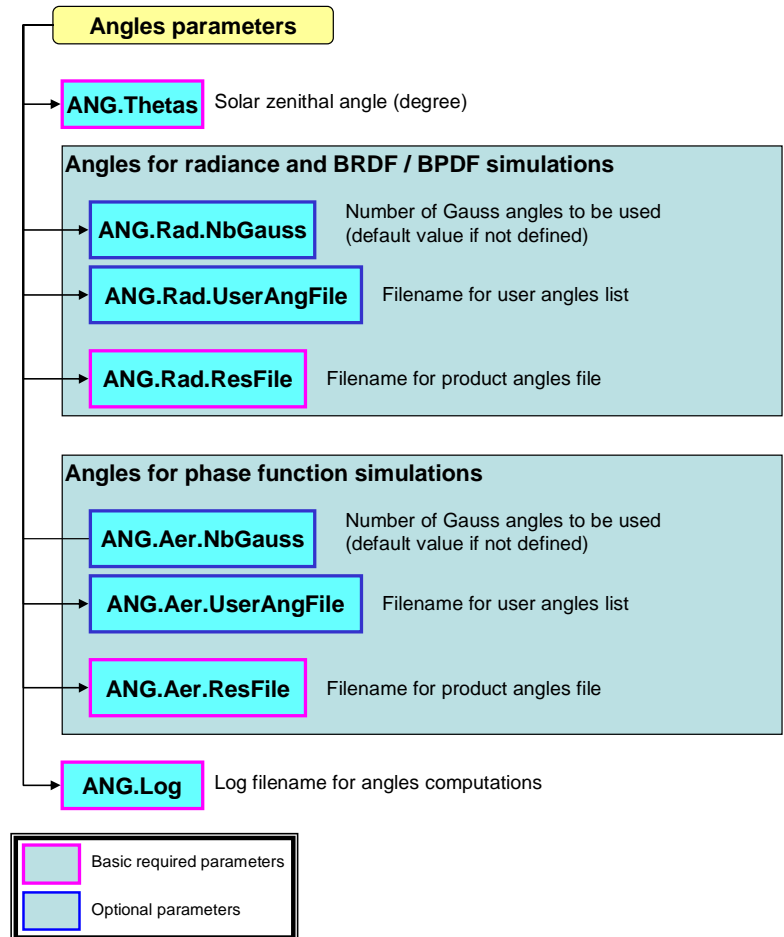 Angles parameters
ANG.Thetas
Solar zenithal angle (degree)
Angles for radiance and BRDF / BPDF simulations
ANG.Rad.NbGauss
Number of Gauss angles to be used
(default value if not defined)
ANG.Rad.UserAngFile
Filename for user angles list
ANG.Rad.ResFile
Filename for product angles file
Angles for phase function simulations
ANG.Aer.NbGauss
Number of Gauss angles to be used
(default value if not defined)
ANG.Aer.UserAngFile
Filename for user angles list
ANG.Aer.ResFile
Filename for product angles file
ANG.Log
Log filename for angles computations
Basic required parameters
Optional parameters